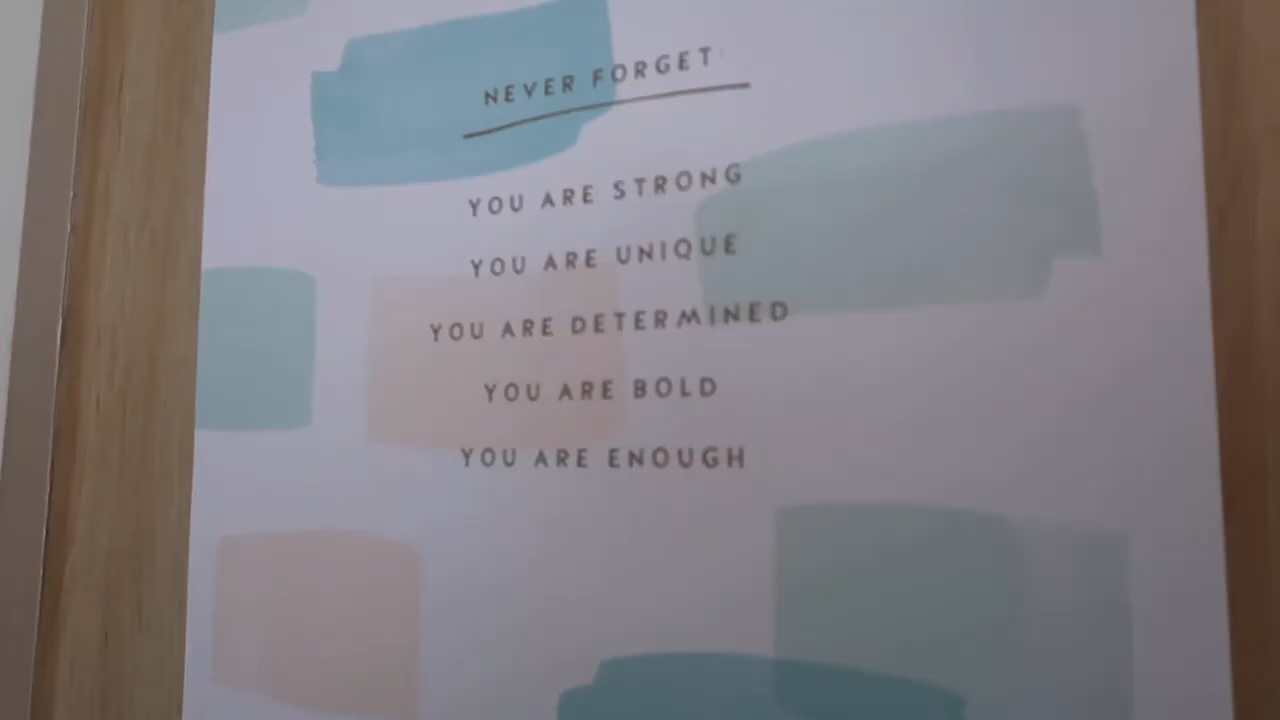 NEVER FORGET
YOU ARE STRONG
YOU ARE UNIQUE
YOU ARE DETERMINED
YOU ARE BOLD
YOU ARE ENOUGH